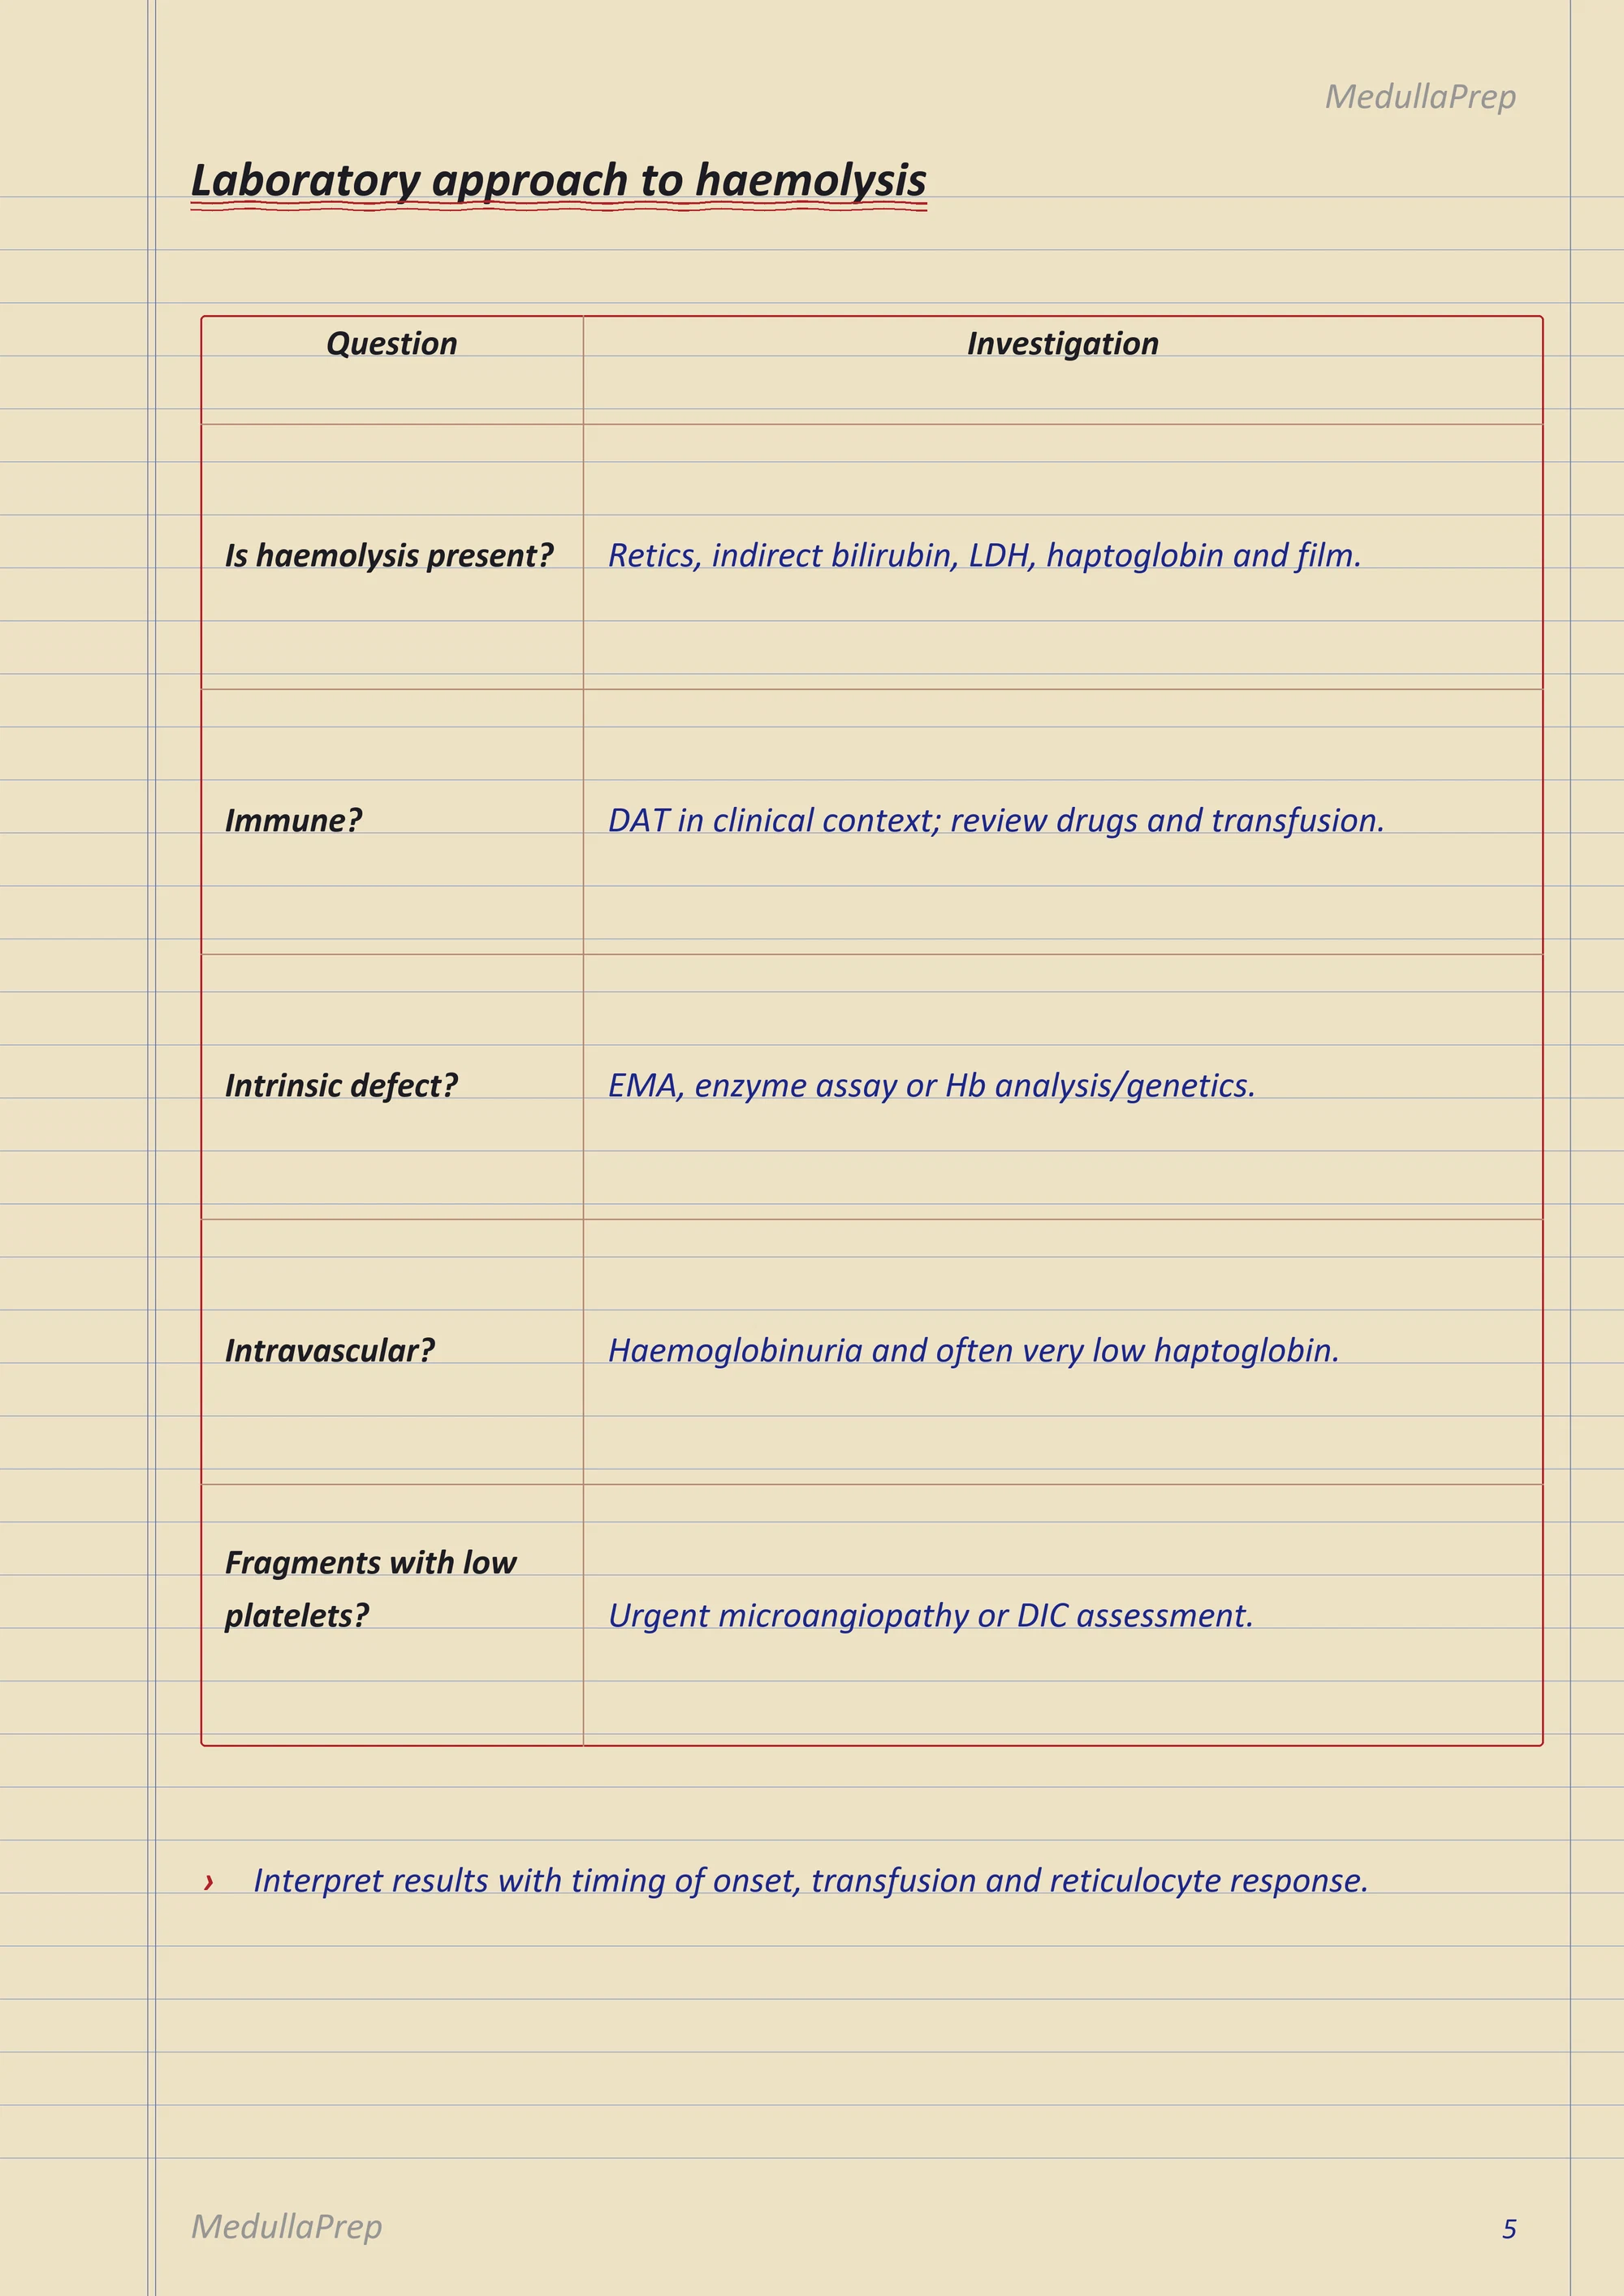 MedullaPrep
Laboratory approach to haemolysis
Question Investigation
Is haemolysis present? Retics, indirect bilirubin, LDH, haptoglobin and film.
Immune? DAT in clinical context; review drugs and transfusion.
Intrinsic defect? EMA, enzyme assay or Hb analysis/genetics.
Intravascular? Haemoglobinuria and often very low haptoglobin.
Fragments with low
platelets? Urgent microangiopathy or DIC assessment.
› Interpret results with timing of onset, transfusion and reticulocyte response.
MedullaPrep 5